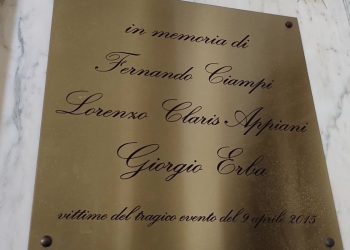 in memoria di
Fernando Ciampi
Lorenzo Claris Appiani
Giorgio Erba
vittime del tragico evento del 9 aprile 2015